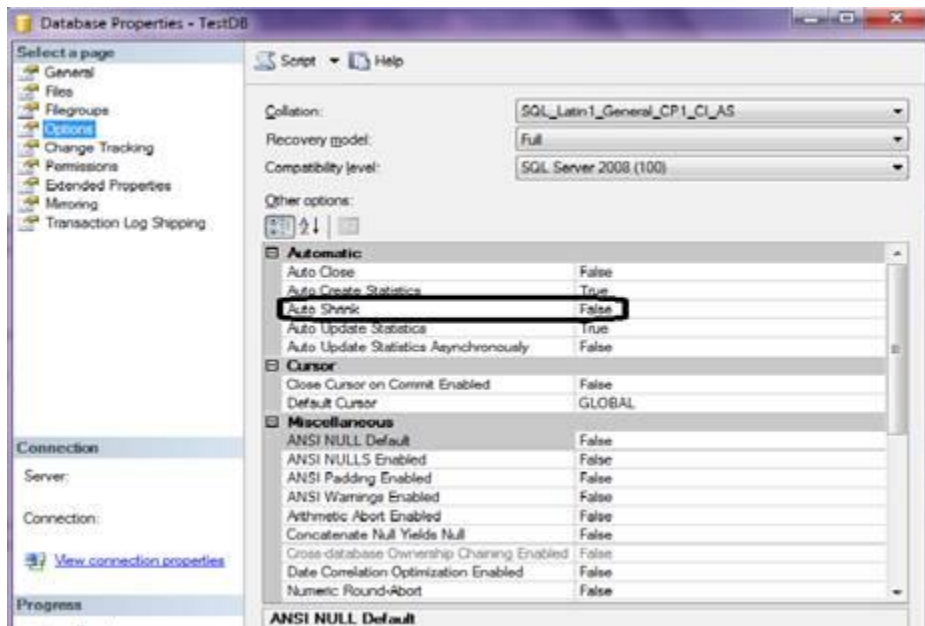 Database Properties - TestDB
Select a page
General
Files
Filegroups
Options
Change Tracking
Permissions
Extended Properties
Mirroring
Transaction Log Shipping
Connection
Server:
Connection:
View connection properties
Progress
Script Help
Collation: SQL_Latin1_General_CP1_CI_AS
Recovery model: Full
Compatibility level: SQL Server 2008 (100)
Other options:
Automatic
Auto Close False
Auto Create Statistics True
Auto Shrink False
Auto Update Statistics True
Auto Update Statistics Asynchronously False
Cursor
Close Cursor on Commit Enabled False
Default Cursor GLOBAL
Miscellaneous
ANSI NULL Default False
ANSI NULLS Enabled False
ANSI Padding Enabled False
ANSI Warnings Enabled False
Arithmetic Abort Enabled False
Concatenate Null Yields Null False
Cross-database Ownership Chaining Enabled False
Date Correlation Optimization Enabled False
Numeric Round-Abort False
ANSI NULL Default